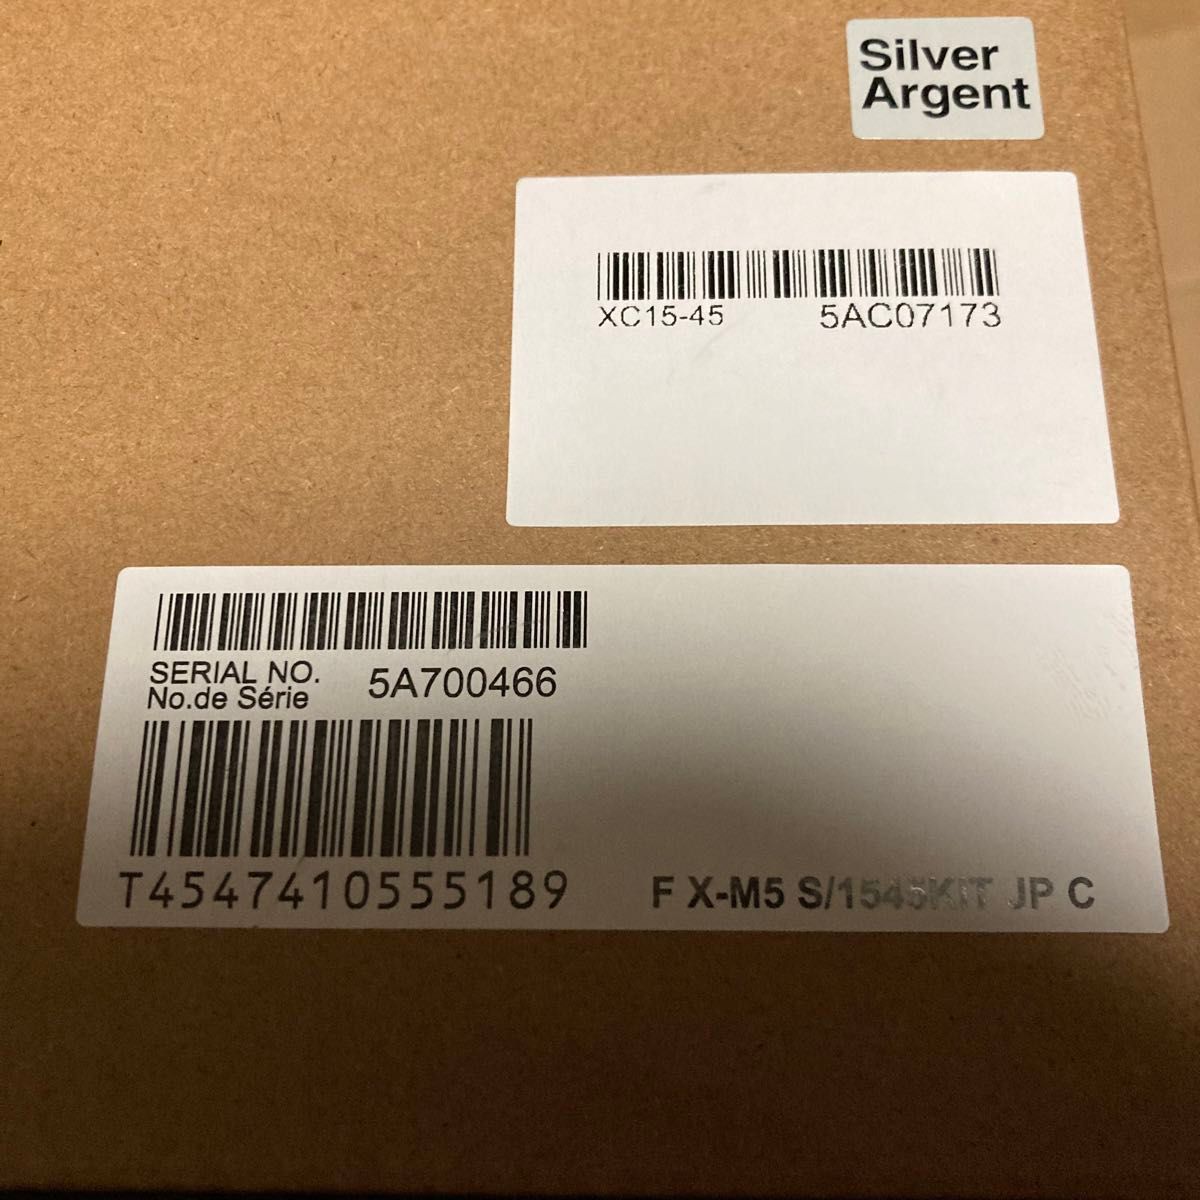 Silver
Argent
XC15-45 5AC07173
SERIAL NO.
No.de Série 5A700466
T4547410555189
F X-M5 S/1545KIT JP C